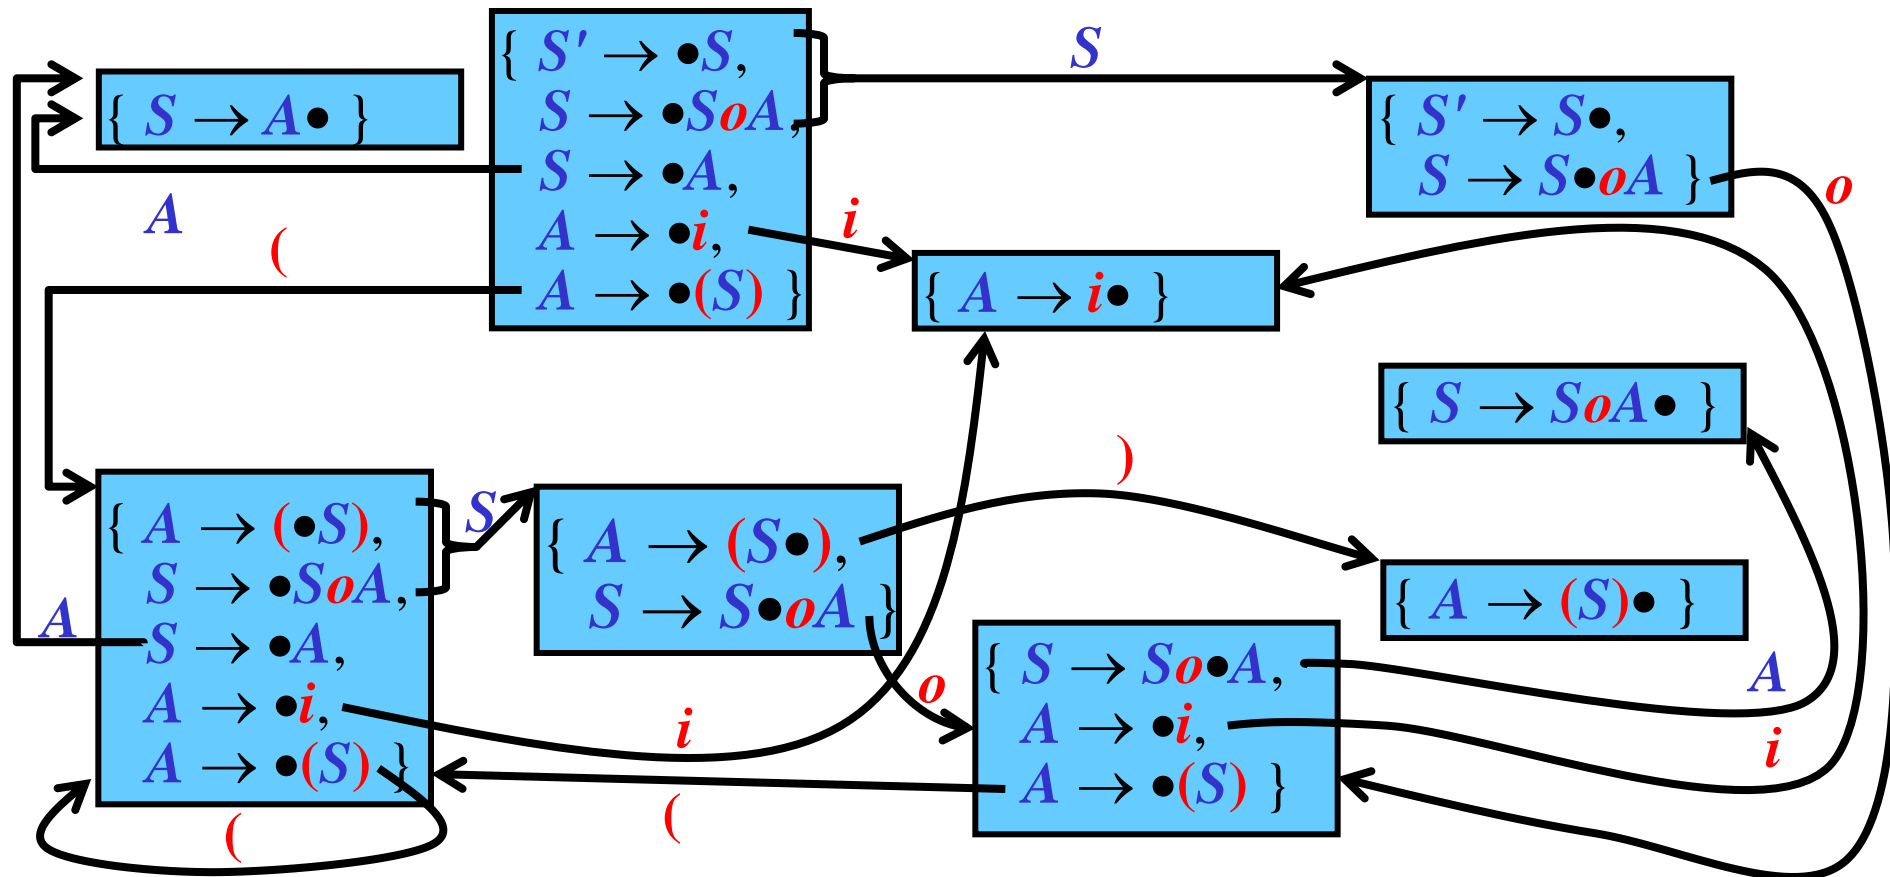 { S' → •S,
S → •SoA,
S → •A,
A → •i,
A → •(S) }
S
{ S → A• }
{ S' → S•,
S → S•oA }
o
A
(
i
{ A → i• }
{ S → SoA• }
)
{ A → (•S),
S → •SoA,
S → •A,
A → •i,
A → •(S) }
S
{ A → (S•),
S → S•oA }
{ A → (S)• }
A
o
{ S → So•A,
A → •i,
A → •(S) }
A
i
i
(
(